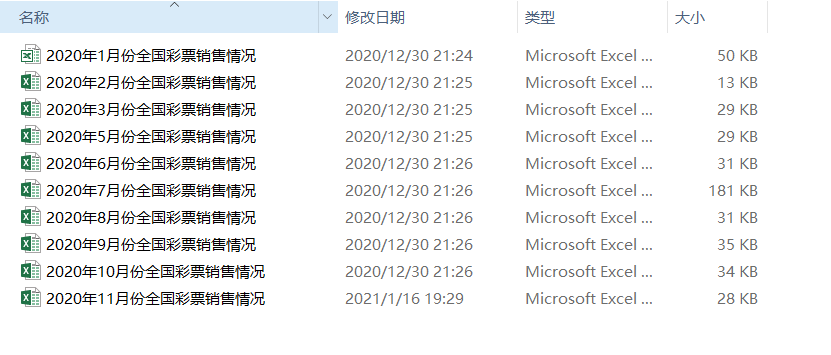 名称 修改日期 类型 大小
2020年1月份全国彩票销售情况 2020/12/30 21:24 Microsoft Excel ... 50 KB
2020年2月份全国彩票销售情况 2020/12/30 21:25 Microsoft Excel ... 13 KB
2020年3月份全国彩票销售情况 2020/12/30 21:25 Microsoft Excel ... 29 KB
2020年5月份全国彩票销售情况 2020/12/30 21:25 Microsoft Excel ... 29 KB
2020年6月份全国彩票销售情况 2020/12/30 21:26 Microsoft Excel ... 31 KB
2020年7月份全国彩票销售情况 2020/12/30 21:26 Microsoft Excel ... 181 KB
2020年8月份全国彩票销售情况 2020/12/30 21:26 Microsoft Excel ... 31 KB
2020年9月份全国彩票销售情况 2020/12/30 21:26 Microsoft Excel ... 35 KB
2020年10月份全国彩票销售情况 2020/12/30 21:26 Microsoft Excel ... 34 KB
2020年11月份全国彩票销售情况 2021/1/16 19:29 Microsoft Excel ... 28 KB